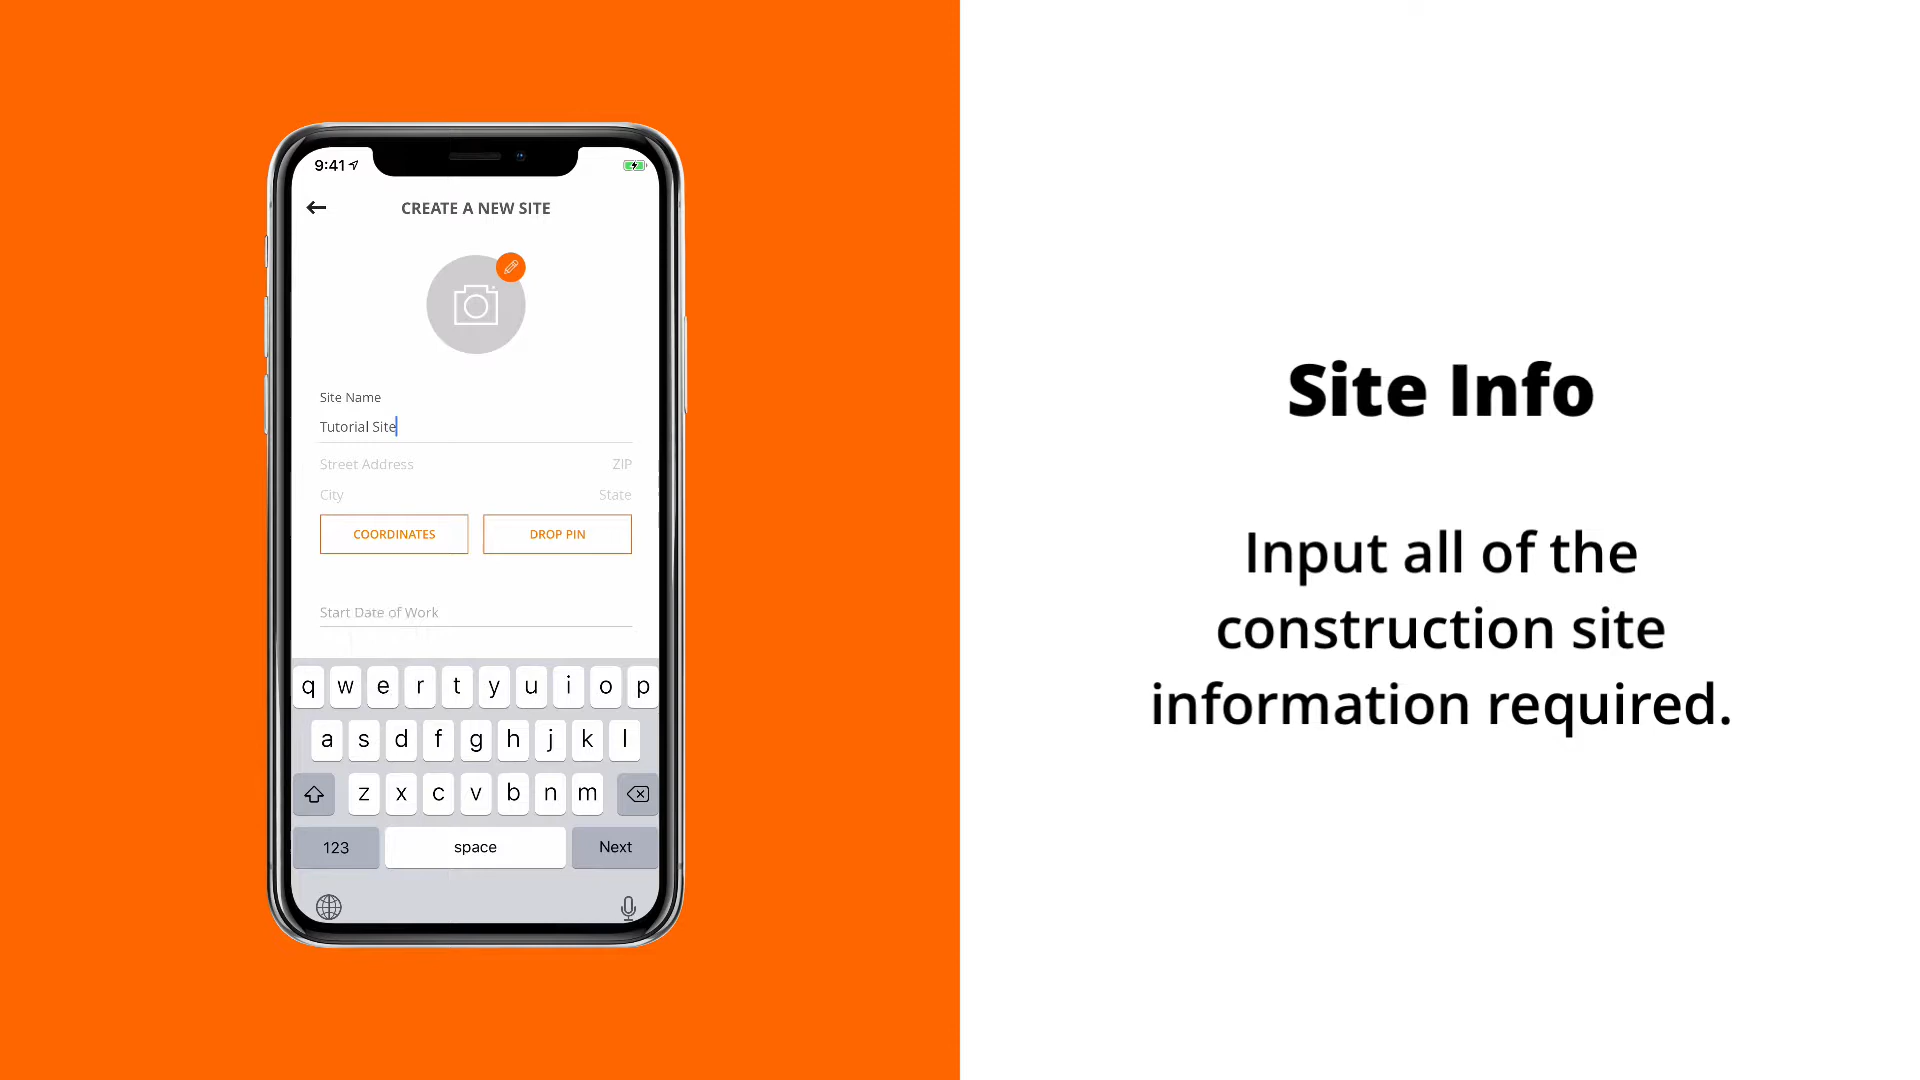 9:41
CREATE A NEW SITE
Site Name
Tutorial Site
Street Address ZIP
City State
COORDINATES DROP PIN
Start Date of Work
q w e r t y u i o p
a s d f g h j k l
z x c v b n m
123 space Next
Site Info
Input all of the
construction site
information required.